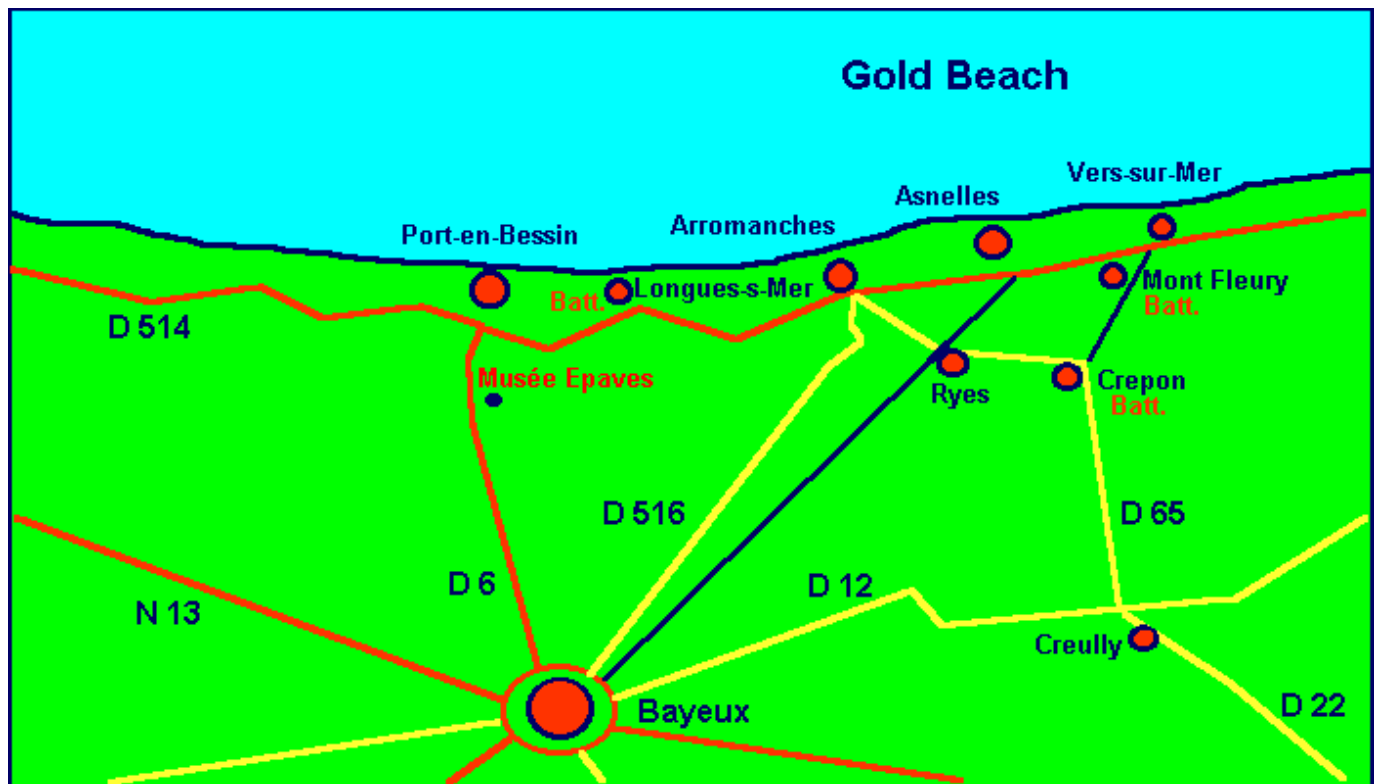 Gold Beach
Vers-sur-Mer
Asnelles
Arromanches
Port-en-Bessin
Mont Fleury
Batt.
Longues-s-Mer
Batt.
D 514
Musée Epaves
Ryes
Crepon
Batt.
D 516
D 65
D 6
D 12
N 13
Creully
Bayeux
D 22